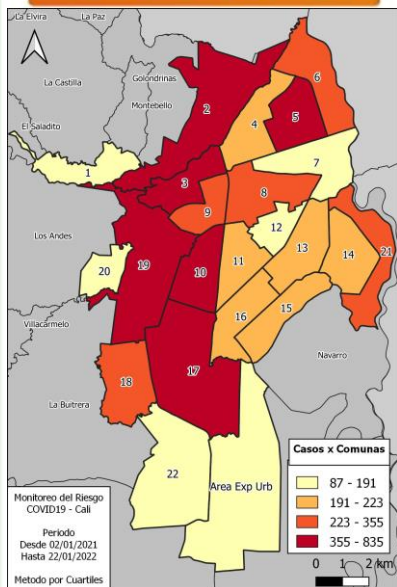 La Elvira
La Paz
La Castilla
Golondrinas
Montebello
El Saladito
6
2
4
5
1
3
7
8
9
12
Los Andes
20
19
10
11
13
14
21
16
15
Villacarmelo
Navarro
17
18
La Buitrera
22
Area Exp Urb
Casos x Comunas
87 - 191
191 - 223
223 - 355
355 - 835
Monitoreo del Riesgo
COVID19 - Cali
Periodo
Desde 02/01/2021
Hasta 22/01/2022
Metodo por Cuartiles
0 1 2 km